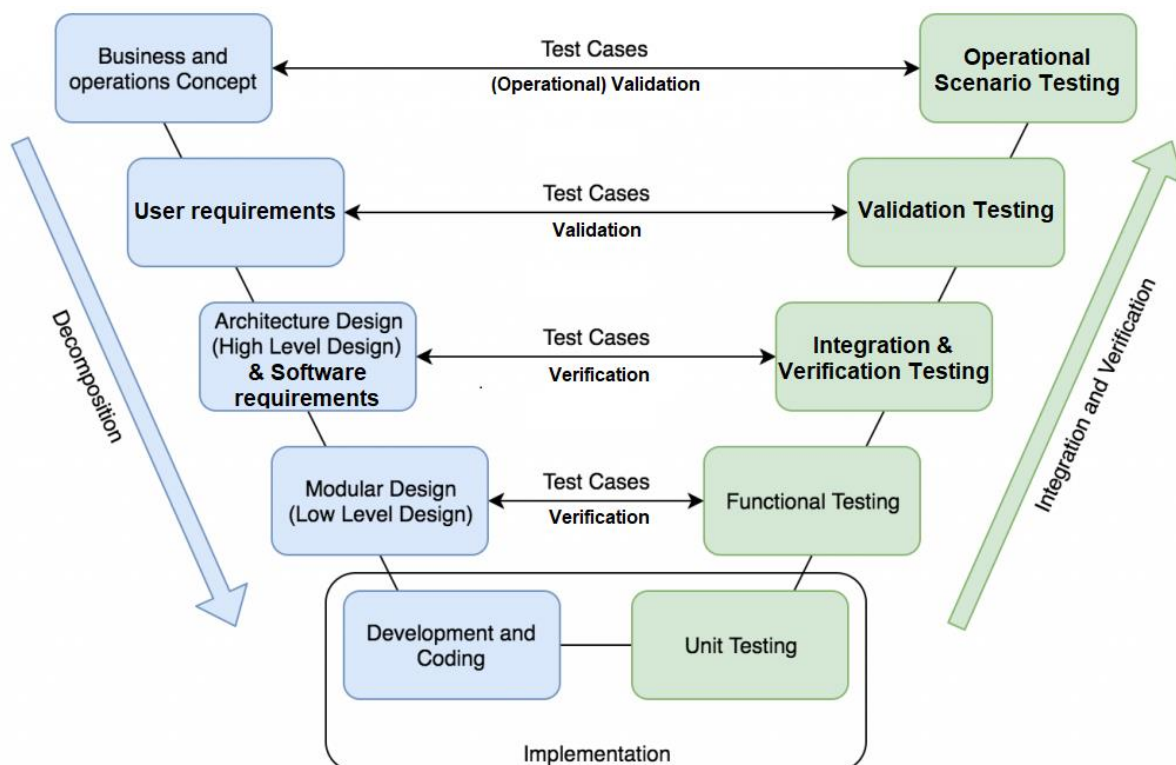 Business and
operations Concept
Test Cases
(Operational) Validation
Operational
Scenario Testing
User requirements
Test Cases
Validation
Validation Testing
Decomposition
Architecture Design
(High Level Design)
& Software
requirements
Test Cases
Verification
Integration &
Verification Testing
Integration and Verification
Modular Design
(Low Level Design)
Test Cases
Verification
Functional Testing
Development and
Coding
Unit Testing
Implementation